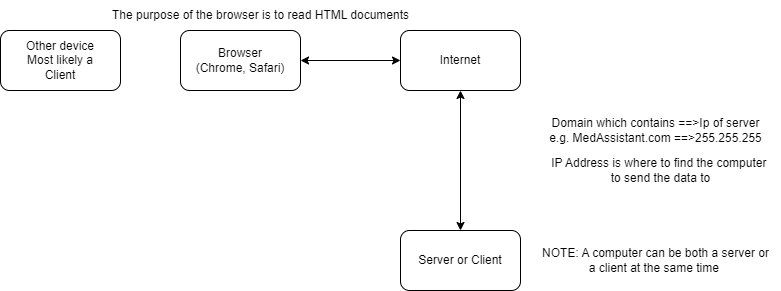 The purpose of the browser is to read HTML documents
Other device
Most likely a
Client
Browser
(Chrome, Safari)
Internet
Domain which contains ==>Ip of server
e.g. MedAssistant.com ==>255.255.255
IP Address is where to find the computer
to send the data to
Server or Client
NOTE: A computer can be both a server or
a client at the same time